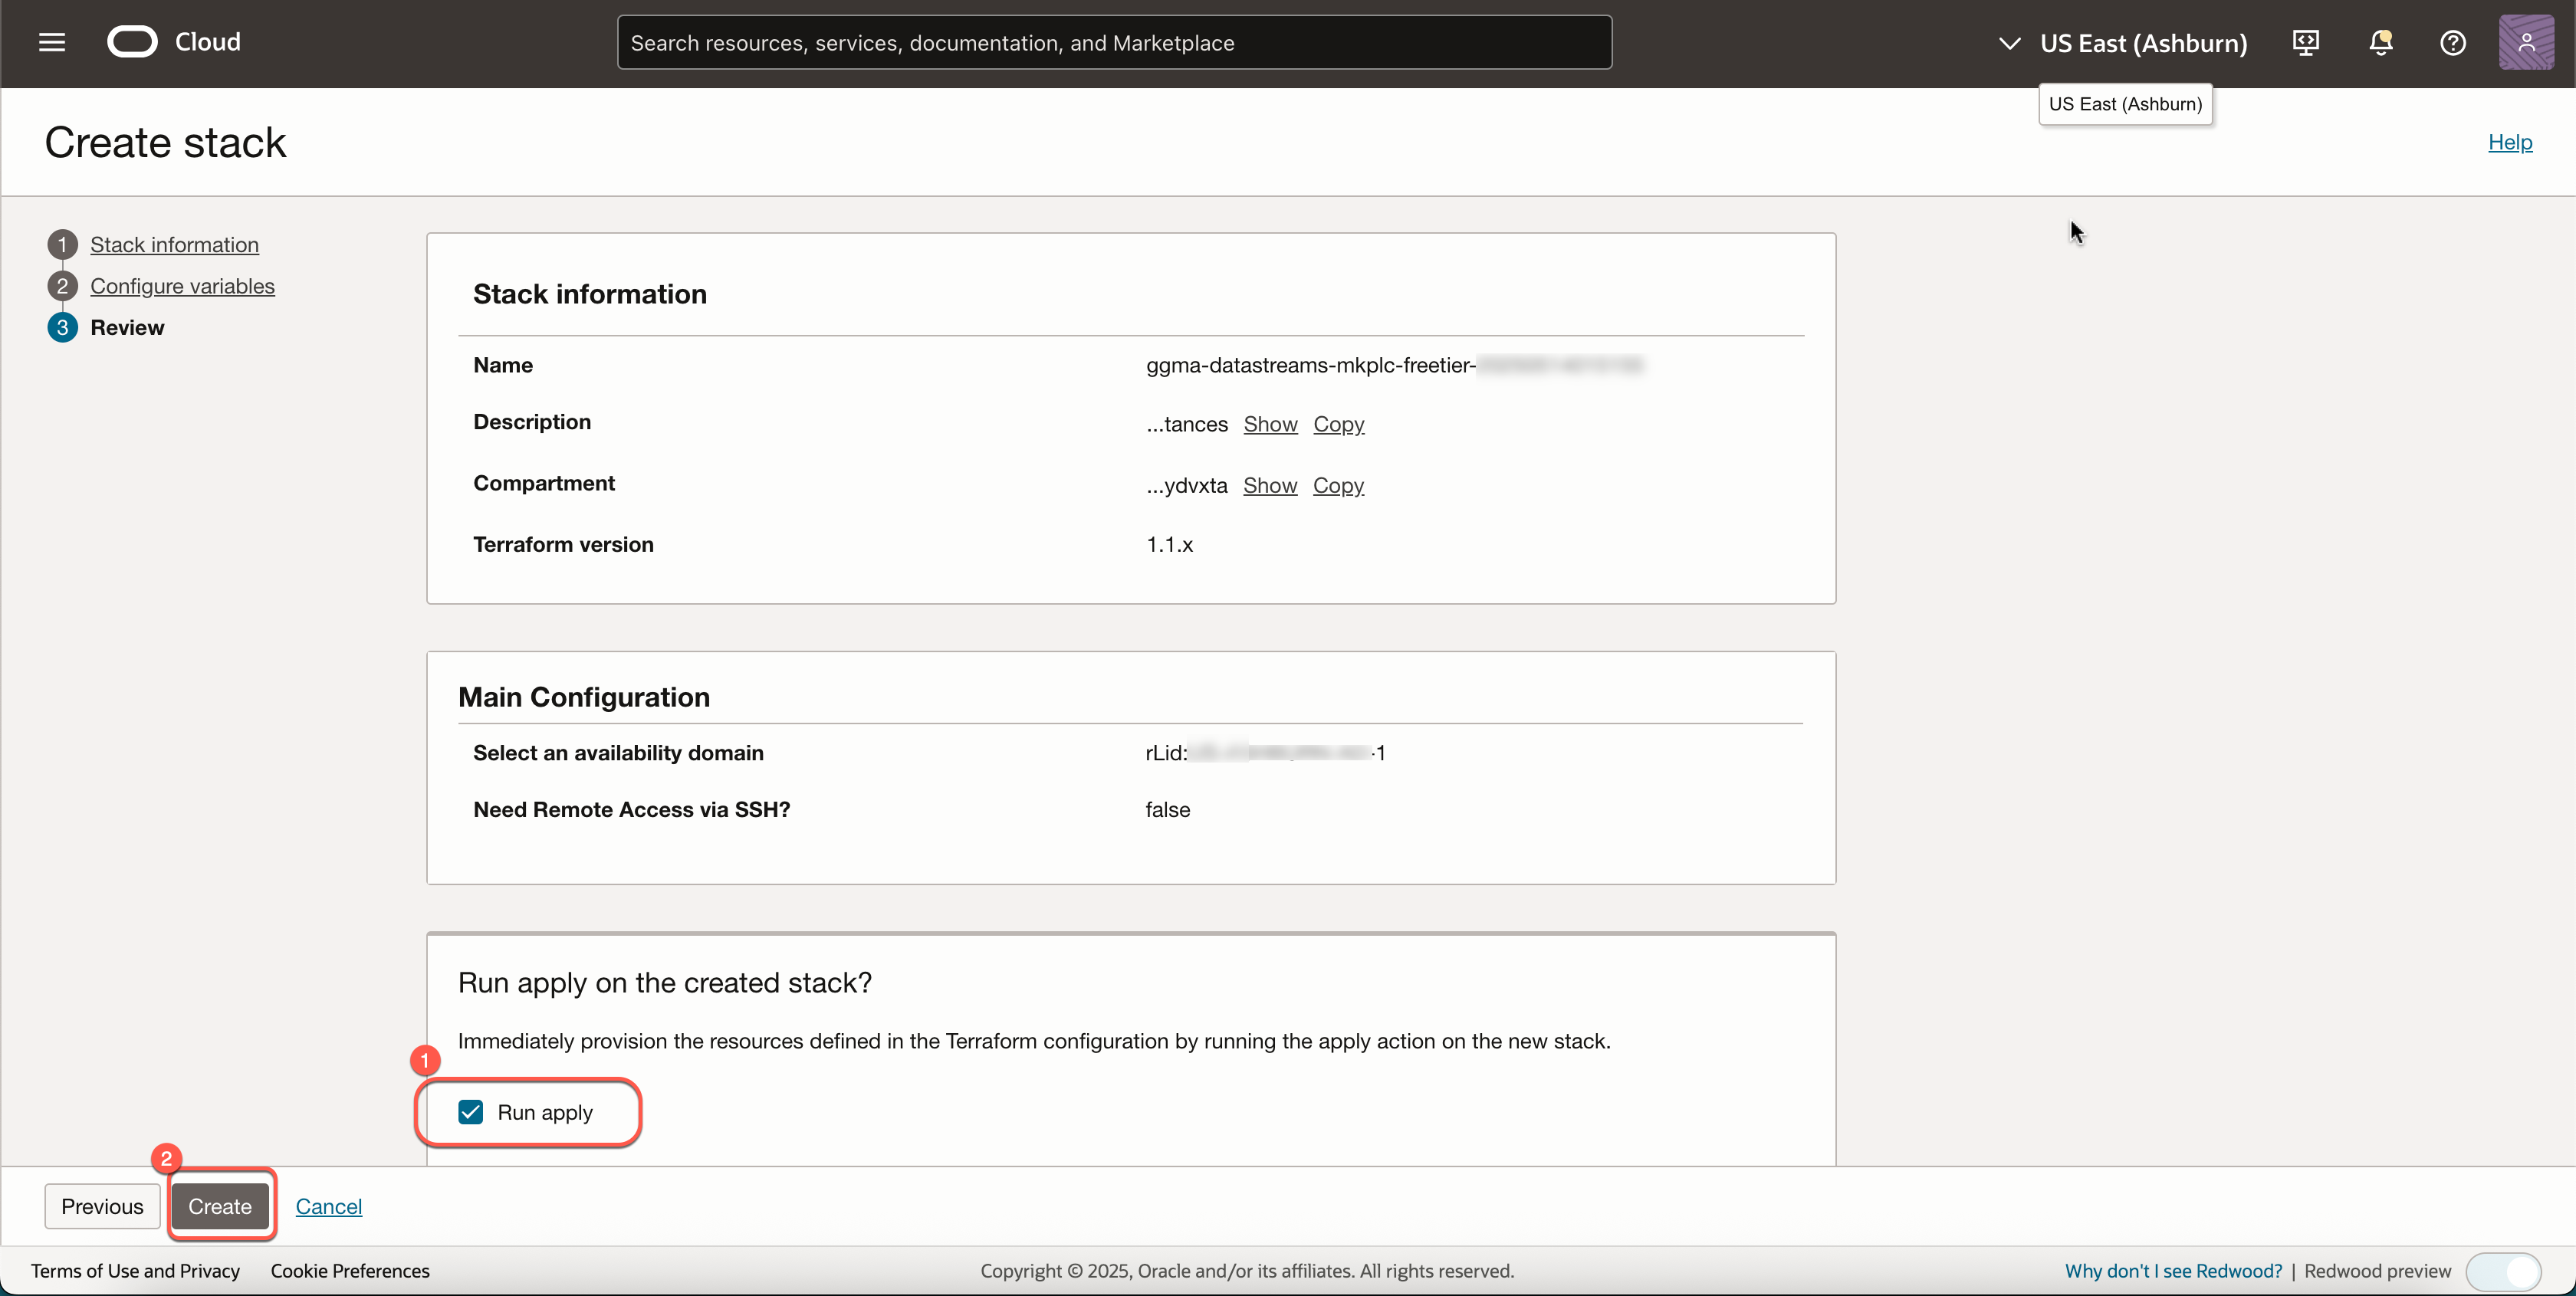 Cloud
Search resources, services, documentation, and Marketplace
US East (Ashburn)
US East (Ashburn)
Create stack
Help
1 Stack information
2 Configure variables
3 Review
Stack information
Name ggma-datastreams-mkplc-freetier-
Description ...tances Show Copy
Compartment ...ydvxta Show Copy
Terraform version 1.1.x
Main Configuration
Select an availability domain rLid: -1
Need Remote Access via SSH? false
Run apply on the created stack?
Immediately provision the resources defined in the Terraform configuration by running the apply action on the new stack.
1
Run apply
2
Previous Create Cancel
Terms of Use and Privacy Cookie Preferences Copyright © 2025, Oracle and/or its affiliates. All rights reserved. Why don't I see Redwood? | Redwood preview